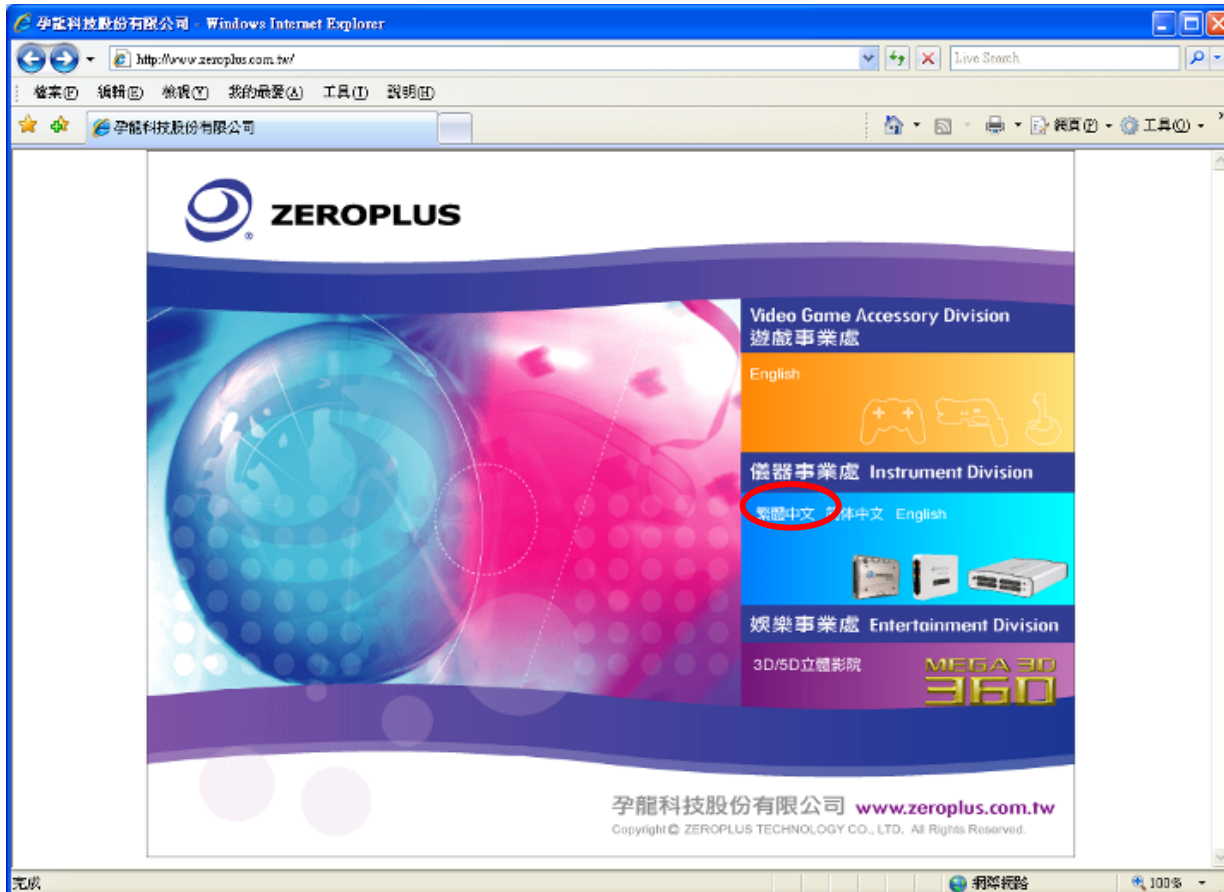 孕龍科技股份有限公司 - Windows Internet Explorer
http://www.zeroplus.com.tw/
Live Search
檔案(F) 編輯(E) 檢視(V) 我的最愛(A) 工具(T) 說明(H)
孕龍科技股份有限公司
網頁(P) 工具(O)
ZEROPLUS
Video Game Accessory Division
遊戲事業處
English
儀器事業處 Instrument Division
繁體中文 简体中文 English
娛樂事業處 Entertainment Division
3D/5D立體影院
MEGA 3D
360
孕龍科技股份有限公司 www.zeroplus.com.tw
Copyright © ZEROPLUS TECHNOLOGY CO., LTD. All Rights Reserved.
完成
網際網路
100%